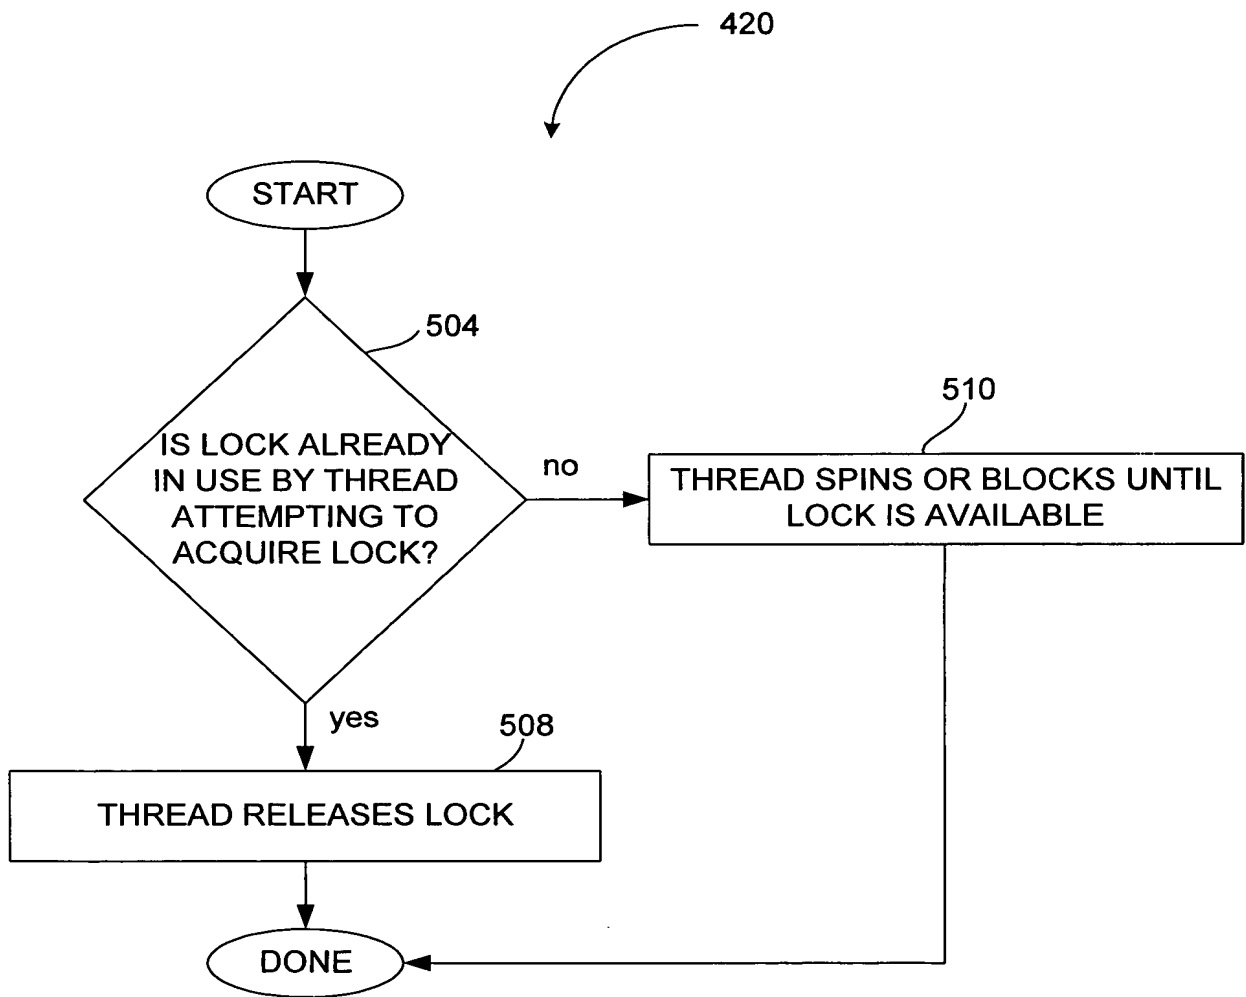 420
START
504
IS LOCK ALREADY
IN USE BY THREAD
ATTEMPTING TO
ACQUIRE LOCK?
no
510
THREAD SPINS OR BLOCKS UNTIL
LOCK IS AVAILABLE
yes
508
THREAD RELEASES LOCK
DONE